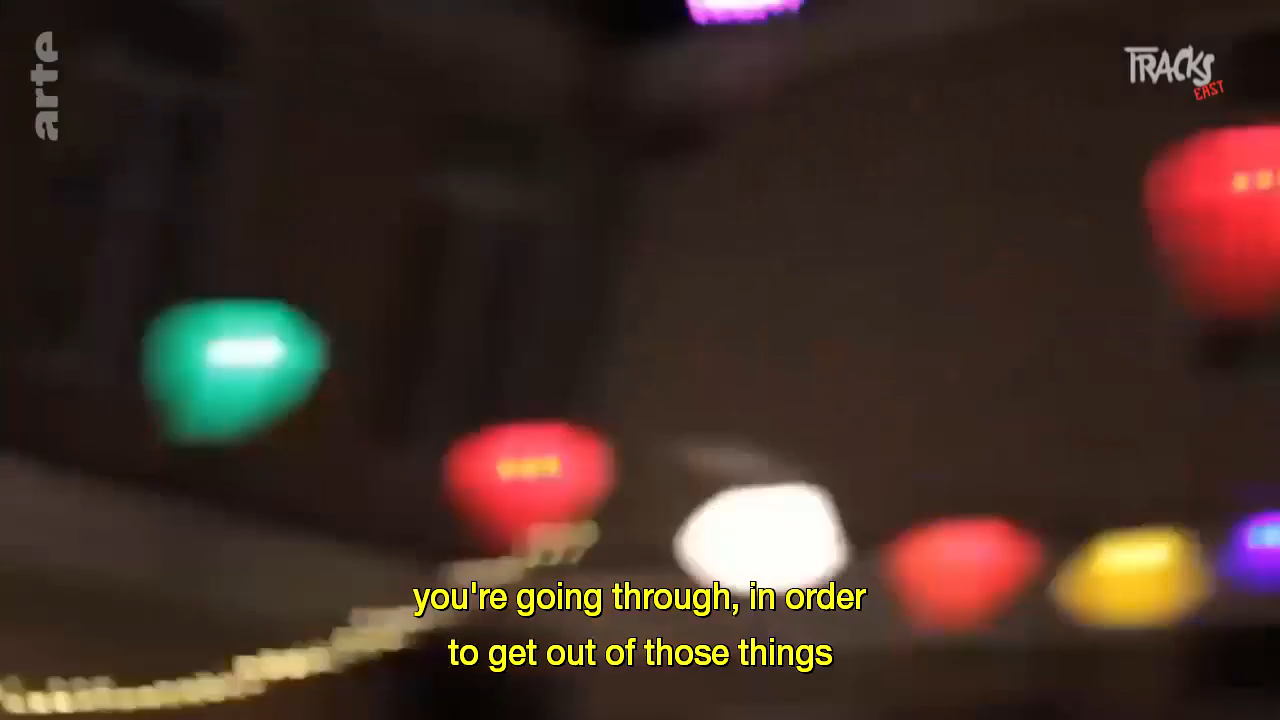 arte
TRACKS
EAST
you're going through, in order
to get out of those things